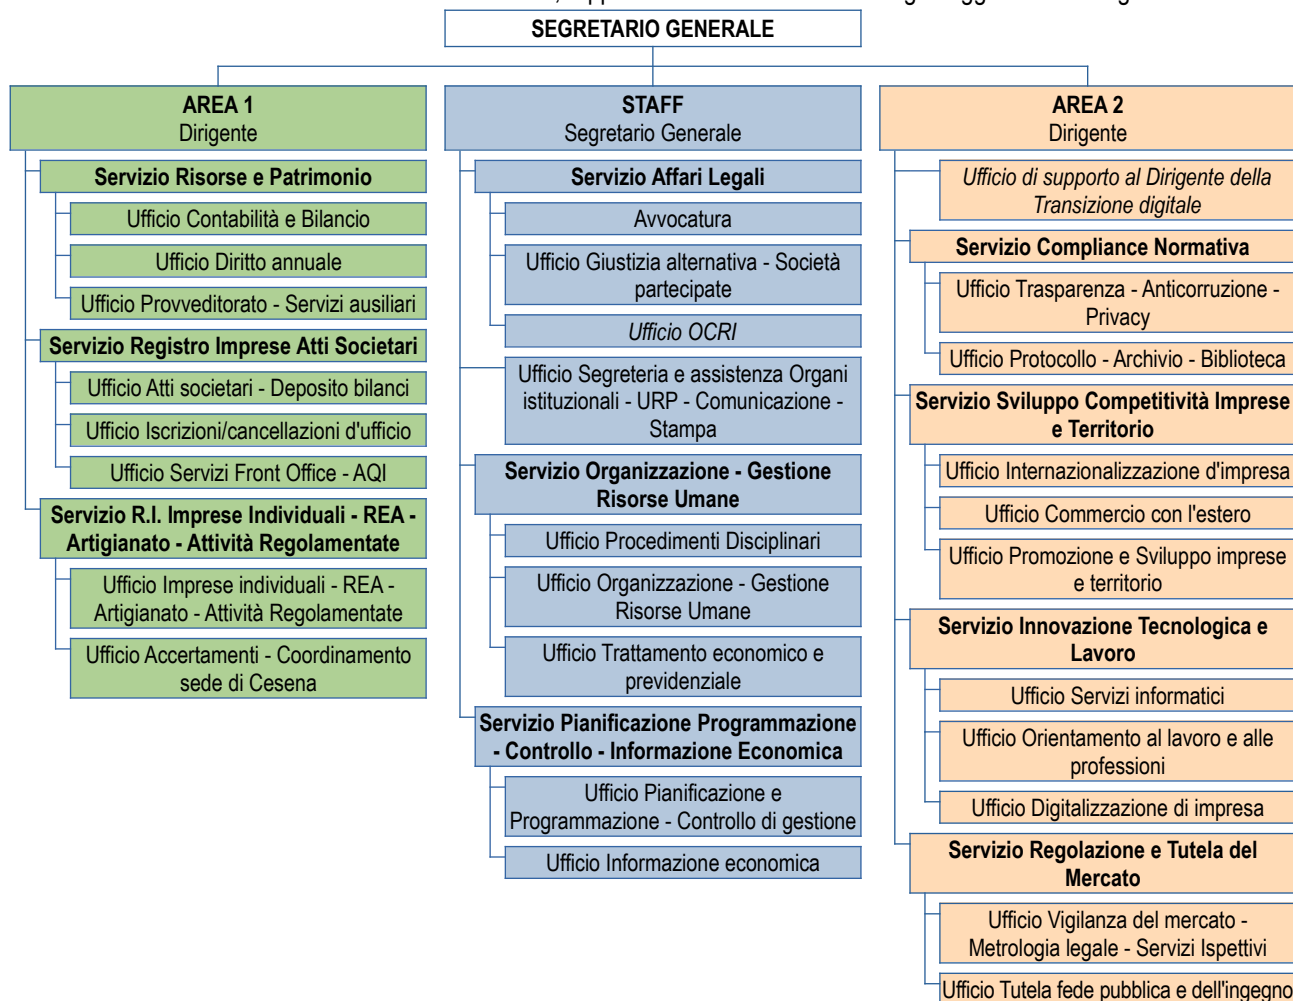 SEGRETARIO GENERALE
AREA 1
Dirigente
Servizio Risorse e Patrimonio
Ufficio Contabilità e Bilancio
Ufficio Diritto annuale
Ufficio Provveditorato - Servizi ausiliari
Servizio Registro Imprese Atti Societari
Ufficio Atti societari - Deposito bilanci
Ufficio Iscrizioni/cancellazioni d'ufficio
Ufficio Servizi Front Office - AQI
Servizio R.I. Imprese Individuali - REA -
Artigianato - Attività Regolamentate
Ufficio Imprese individuali - REA -
Artigianato - Attività Regolamentate
Ufficio Accertamenti - Coordinamento
sede di Cesena
STAFF
Segretario Generale
Servizio Affari Legali
Avvocatura
Ufficio Giustizia alternativa - Società
partecipate
Ufficio OCRI
Ufficio Segreteria e assistenza Organi
istituzionali - URP - Comunicazione -
Stampa
Servizio Organizzazione - Gestione
Risorse Umane
Ufficio Procedimenti Disciplinari
Ufficio Organizzazione - Gestione
Risorse Umane
Ufficio Trattamento economico e
previdenziale
Servizio Pianificazione Programmazione
- Controllo - Informazione Economica
Ufficio Pianificazione e
Programmazione - Controllo di gestione
Ufficio Informazione economica
AREA 2
Dirigente
Ufficio di supporto al Dirigente della
Transizione digitale
Servizio Compliance Normativa
Ufficio Trasparenza - Anticorruzione -
Privacy
Ufficio Protocollo - Archivio - Biblioteca
Servizio Sviluppo Competitività Imprese
e Territorio
Ufficio Internazionalizzazione d'impresa
Ufficio Commercio con l'estero
Ufficio Promozione e Sviluppo imprese
e territorio
Servizio Innovazione Tecnologica e
Lavoro
Ufficio Servizi informatici
Ufficio Orientamento al lavoro e alle
professioni
Ufficio Digitalizzazione di impresa
Servizio Regolazione e Tutela del
Mercato
Ufficio Vigilanza del mercato -
Metrologia legale - Servizi Ispettivi
Ufficio Tutela fede pubblica e dell'ingegno